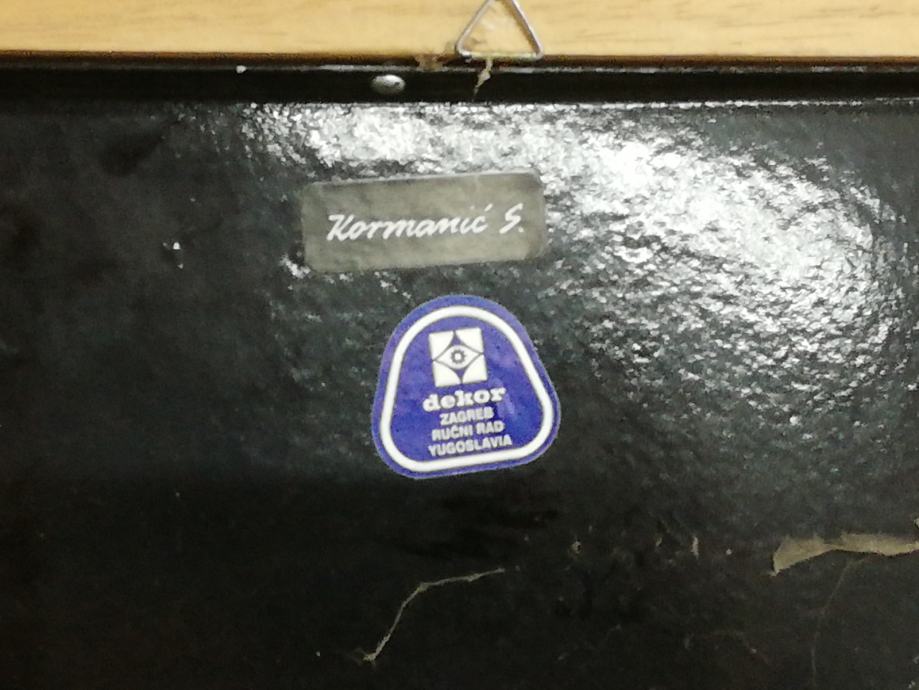 Kormanić S.
dekor
ZAGREB
RUČNI RAD
YUGOSLAVIA